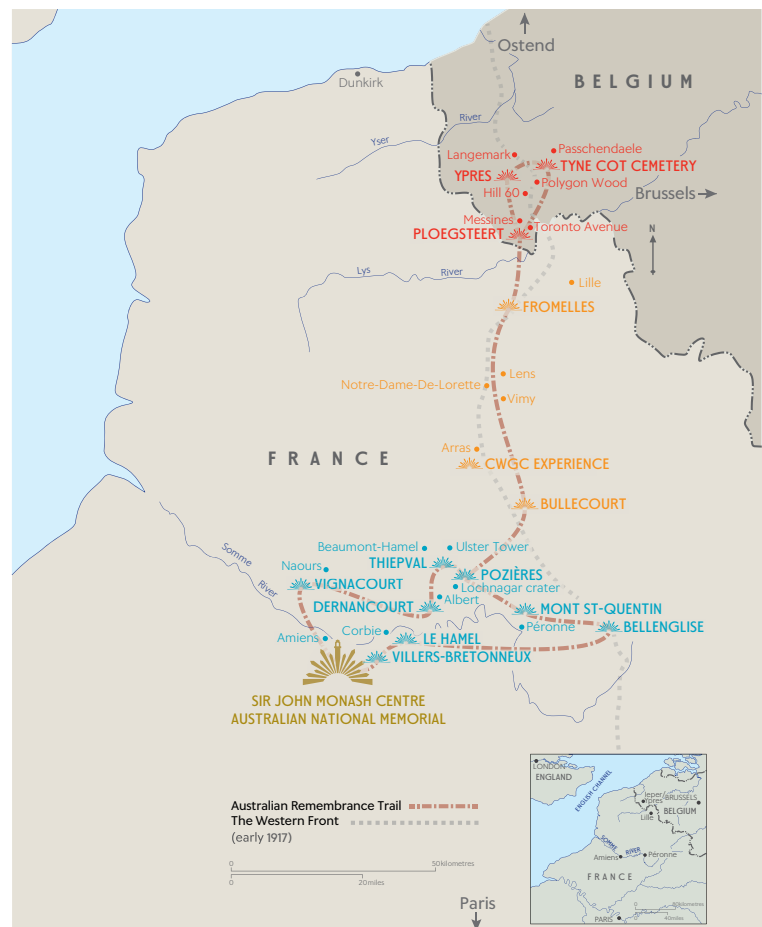 Ostend
BELGIUM
Dunkirk
River
Yser
Passchendaele
Langemark
TYNE COT CEMETERY
YPRES
Polygon Wood
Hill 60
Brussels
Messines
Toronto Avenue
PLOEGSTEERT
N
Lys
River
Lille
FROMELLES
Lens
Notre-Dame-De-Lorette
Vimy
Arras
FRANCE
CWGC EXPERIENCE
BULLECOURT
Somme
River
Beaumont-Hamel
Ulster Tower
THIEPVAL
Naours
POZIÈRES
VIGNACOURT
Lochnagar crater
Albert
DERNANCOURT
MONT ST-QUENTIN
Péronne
BELLENGLISE
Corbie
Amiens
LE HAMEL
VILLERS-BRETONNEUX
SIR JOHN MONASH CENTRE
AUSTRALIAN NATIONAL MEMORIAL
Australian Remembrance Trail
The Western Front
(early 1917)
0
50kilometres
0
20miles
Paris
LONDON
ENGLAND
ENGLISH CHANNEL
Ieper/
Ypres
BRUSSELS
BELGIUM
Lille
SOMME
RIVER
Amiens
Péronne
FRANCE
0
80kilometres
0
40miles
PARIS